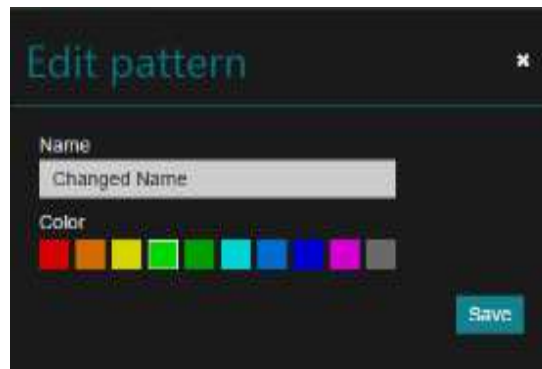 Edit pattern
Name
Changed Name
Color
Save